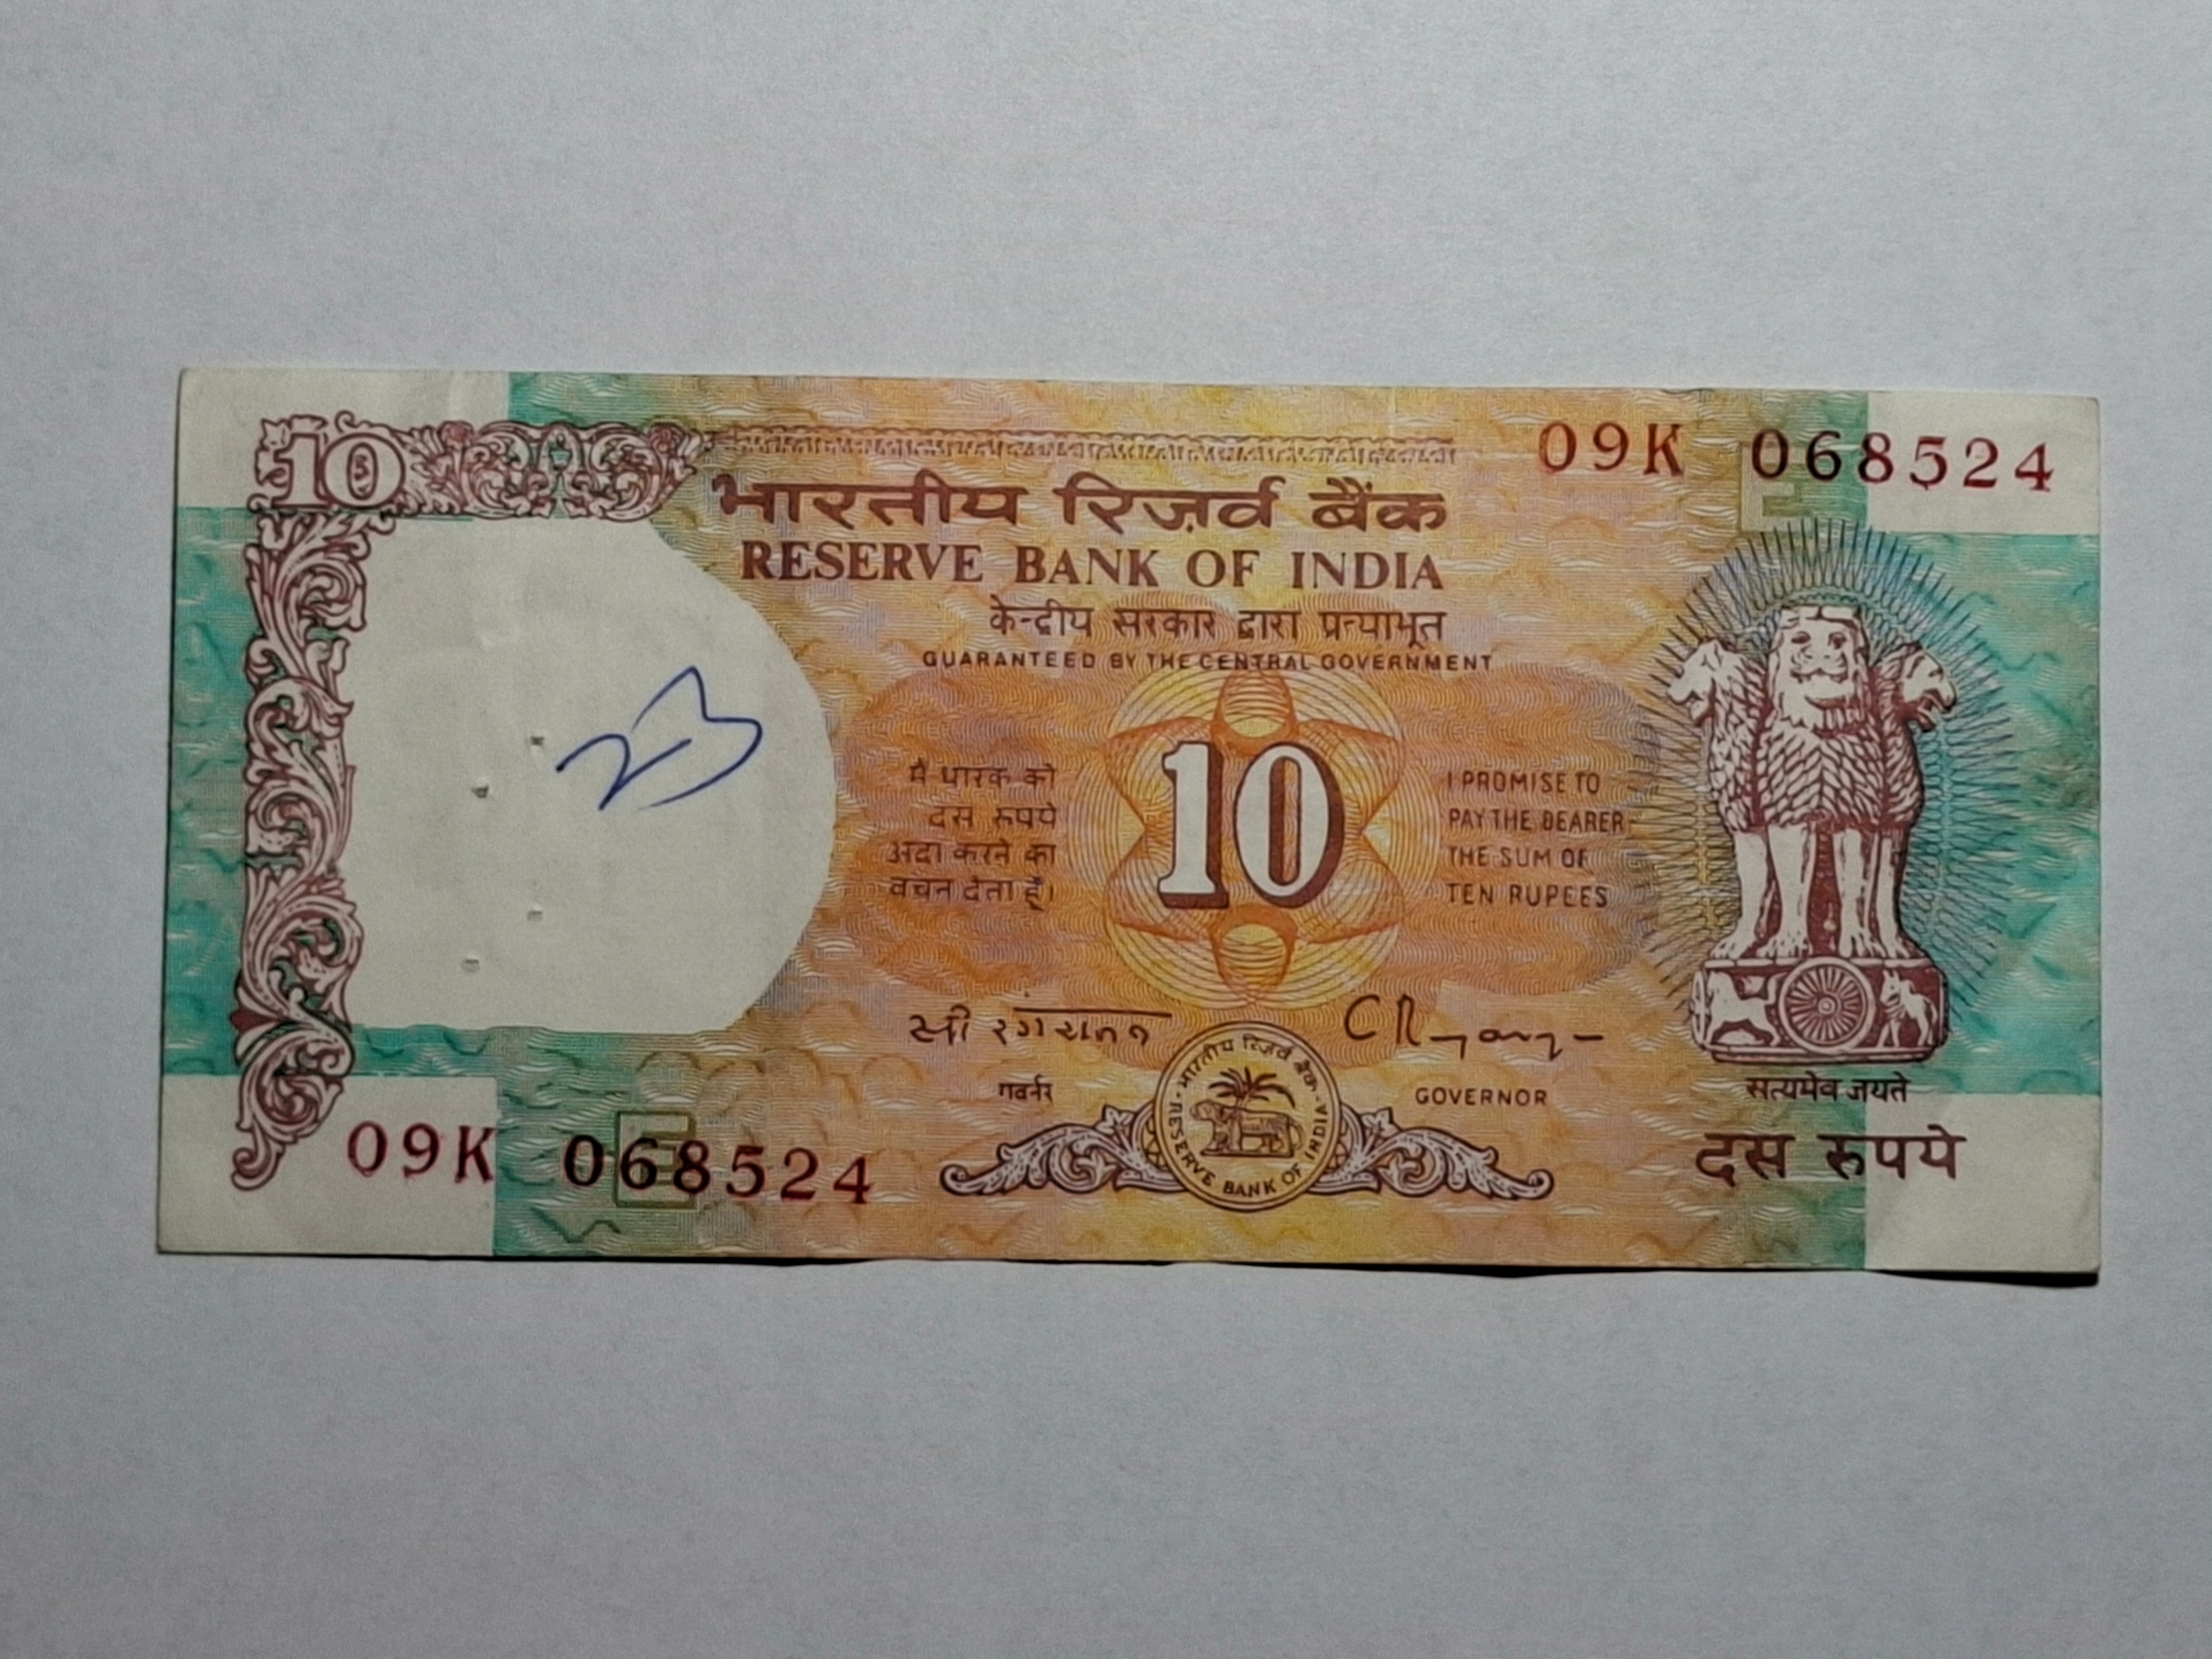 10
09K 068524
भारतीय रिज़र्व बैंक
RESERVE BANK OF INDIA
केन्द्रीय सरकार द्वारा प्रत्याभूत
GUARANTEED BY THE CENTRAL GOVERNMENT
23
मैं धारक को
दस रुपये
अदा करने का
वचन देता हूँ।
10
I PROMISE TO
PAY THE BEARER
THE SUM OF
TEN RUPEES
गवर्नर
GOVERNOR
भारतीय रिज़र्व बैंक
RESERVE BANK OF INDIA
सत्यमेव जयते
दस रुपये
09K 068524
E